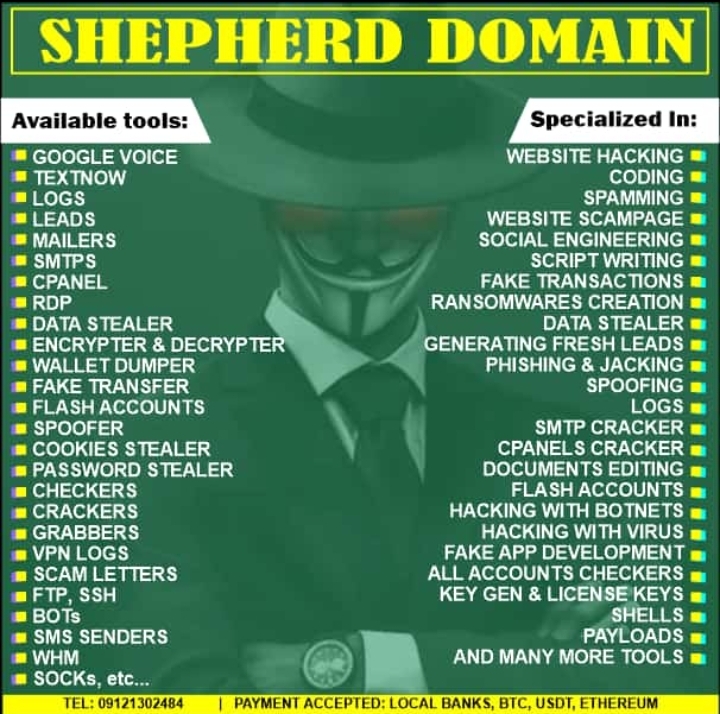 SHEPHERD DOMAIN
Available tools:
GOOGLE VOICE
TEXTNOW
LOGS
LEADS
MAILERS
SMTPS
CPANEL
RDP
DATA STEALER
ENCRYPTER & DECRYPTER
WALLET DUMPER
FAKE TRANSFER
FLASH ACCOUNTS
SPOOFER
COOKIES STEALER
PASSWORD STEALER
CHECKERS
CRACKERS
GRABBERS
VPN LOGS
SCAM LETTERS
FTP, SSH
BOTs
SMS SENDERS
WHM
SOCKs, etc...
Specialized In:
WEBSITE HACKING
CODING
SPAMMING
WEBSITE SCAMPAGE
SOCIAL ENGINEERING
SCRIPT WRITING
FAKE TRANSACTIONS
RANSOMWARES CREATION
DATA STEALER
GENERATING FRESH LEADS
PHISHING & JACKING
SPOOFING
LOGS
SMTP CRACKER
CPANELS CRACKER
DOCUMENTS EDITING
FLASH ACCOUNTS
HACKING WITH BOTNETS
HACKING WITH VIRUS
FAKE APP DEVELOPMENT
ALL ACCOUNTS CHECKERS
KEY GEN & LICENSE KEYS
SHELLS
PAYLOADS
AND MANY MORE TOOLS
TEL: 09121302484 | PAYMENT ACCEPTED: LOCAL BANKS, BTC, USDT, ETHEREUM